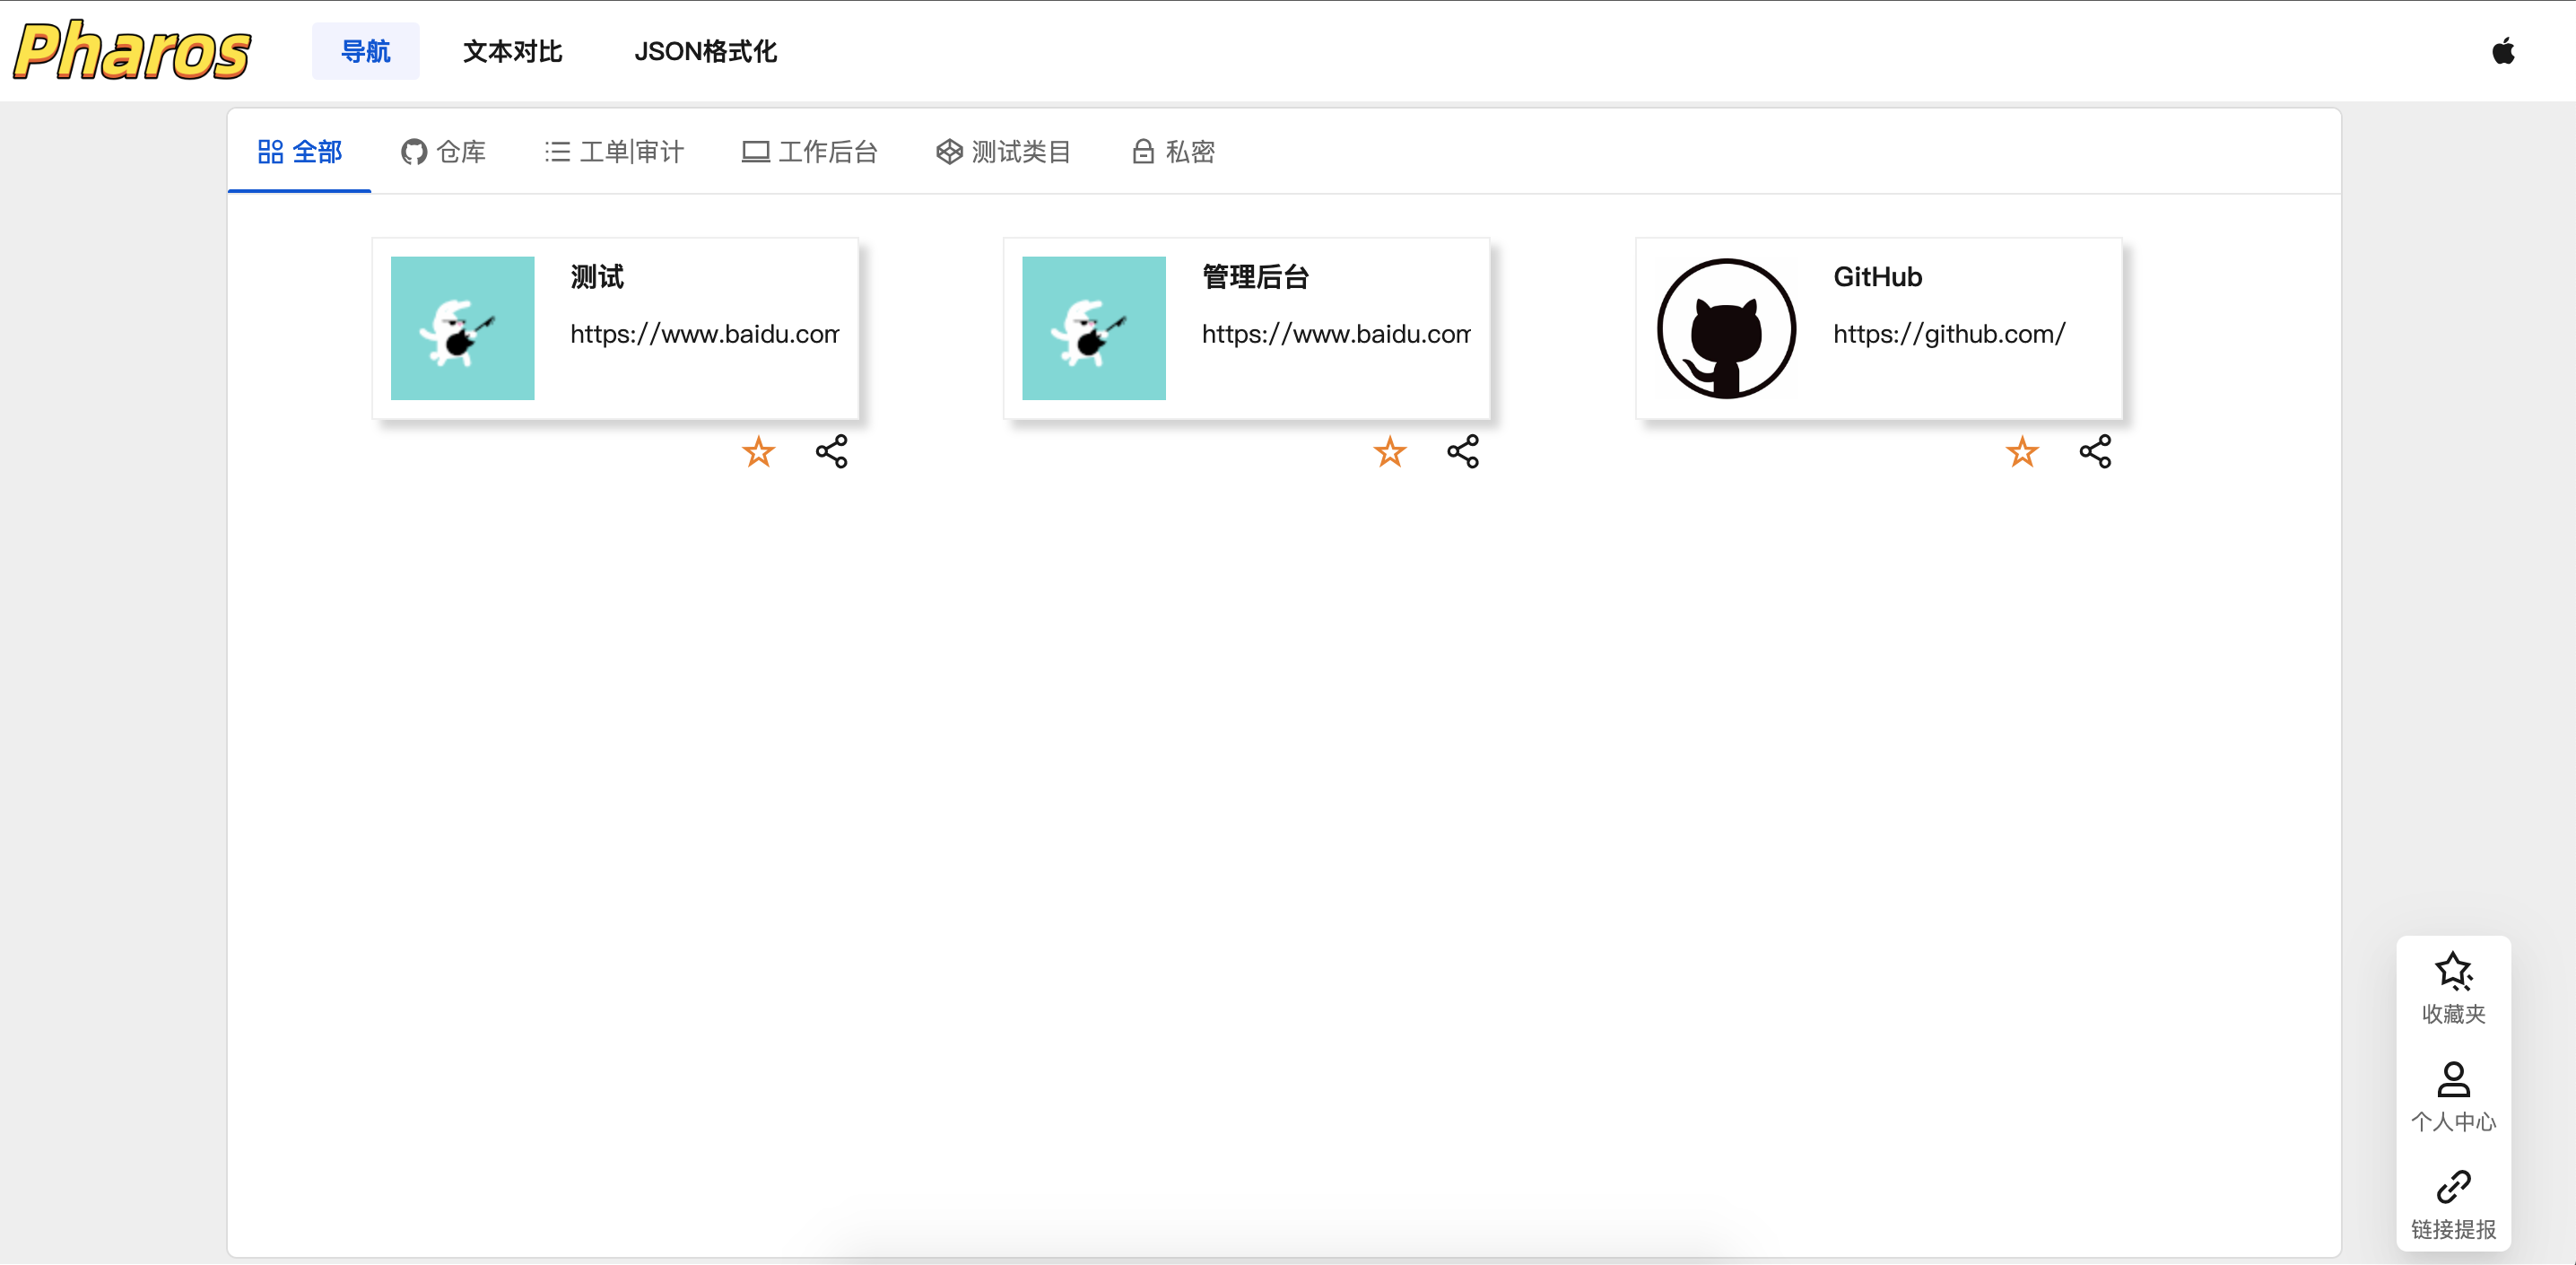 Pharos 导航 文本对比 JSON格式化
全部 仓库 工单|审计 工作后台 测试类目 私密
测试
https://www.baidu.com
管理后台
https://www.baidu.com
GitHub
https://github.com/
收藏夹
个人中心
链接提报